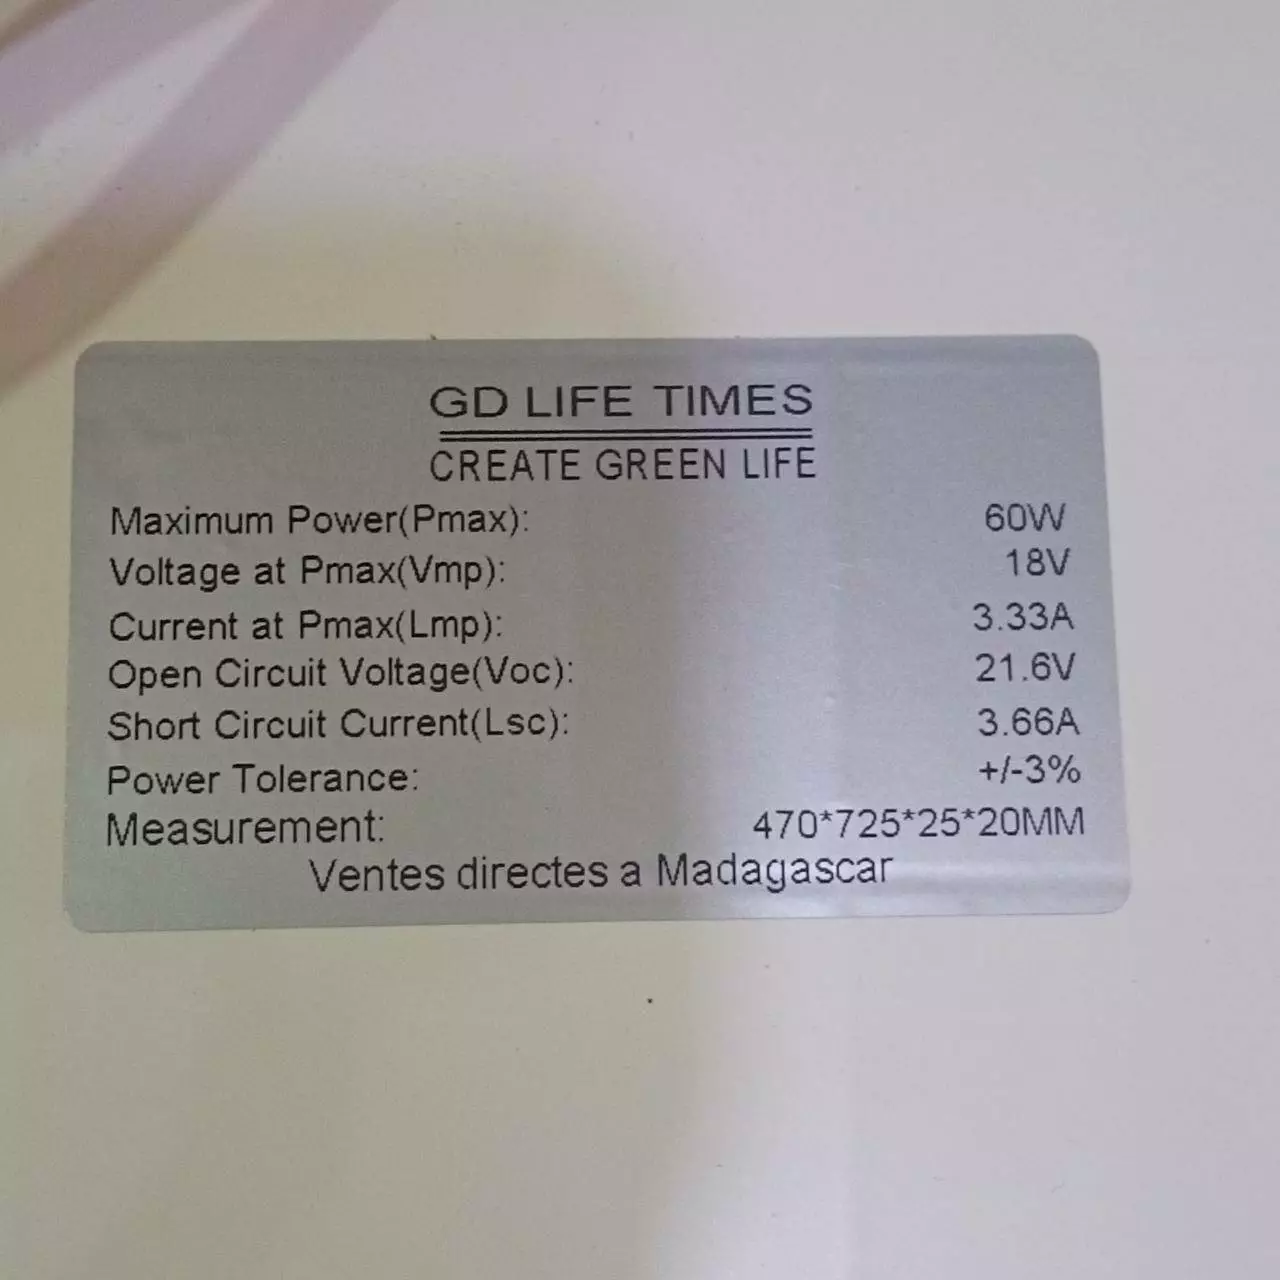 GD LIFE TIMES
CREATE GREEN LIFE
Maximum Power(Pmax): 60W
Voltage at Pmax(Vmp): 18V
Current at Pmax(Lmp): 3.33A
Open Circuit Voltage(Voc): 21.6V
Short Circuit Current(Lsc): 3.66A
Power Tolerance: +/-3%
Measurement: 470*725*25*20MM
Ventes directes a Madagascar